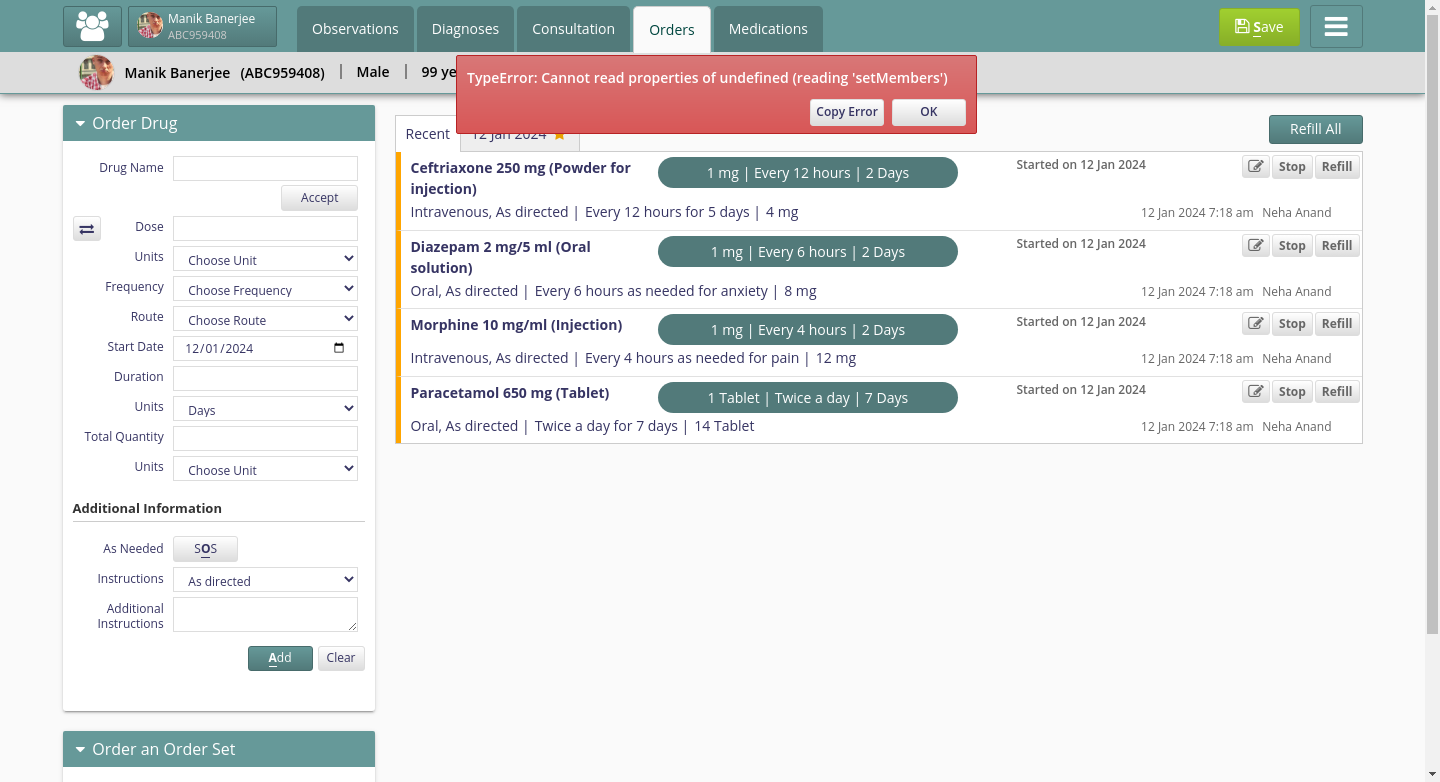 Manik Banerjee
ABC959408
Observations
Diagnoses
Consultation
Orders
Medications
Save
Manik Banerjee (ABC959408) | Male | 99 ye
TypeError: Cannot read properties of undefined (reading 'setMembers')
Copy Error
OK
Order Drug
Drug Name
Accept
Dose
Units
Choose Unit
Frequency
Choose Frequency
Route
Choose Route
Start Date
12/01/2024
Duration
Units
Days
Total Quantity
Units
Choose Unit
Additional Information
As Needed
SOS
Instructions
As directed
Additional
Instructions
Add
Clear
Order an Order Set
Recent
12 Jan 2024
Refill All
Ceftriaxone 250 mg (Powder for
injection)
1 mg | Every 12 hours | 2 Days
Started on 12 Jan 2024
Stop
Refill
Intravenous, As directed | Every 12 hours for 5 days | 4 mg
12 Jan 2024 7:18 am Neha Anand
Diazepam 2 mg/5 ml (Oral
solution)
1 mg | Every 6 hours | 2 Days
Started on 12 Jan 2024
Stop
Refill
Oral, As directed | Every 6 hours as needed for anxiety | 8 mg
12 Jan 2024 7:18 am Neha Anand
Morphine 10 mg/ml (Injection)
1 mg | Every 4 hours | 2 Days
Started on 12 Jan 2024
Stop
Refill
Intravenous, As directed | Every 4 hours as needed for pain | 12 mg
12 Jan 2024 7:18 am Neha Anand
Paracetamol 650 mg (Tablet)
1 Tablet | Twice a day | 7 Days
Started on 12 Jan 2024
Stop
Refill
Oral, As directed | Twice a day for 7 days | 14 Tablet
12 Jan 2024 7:18 am Neha Anand